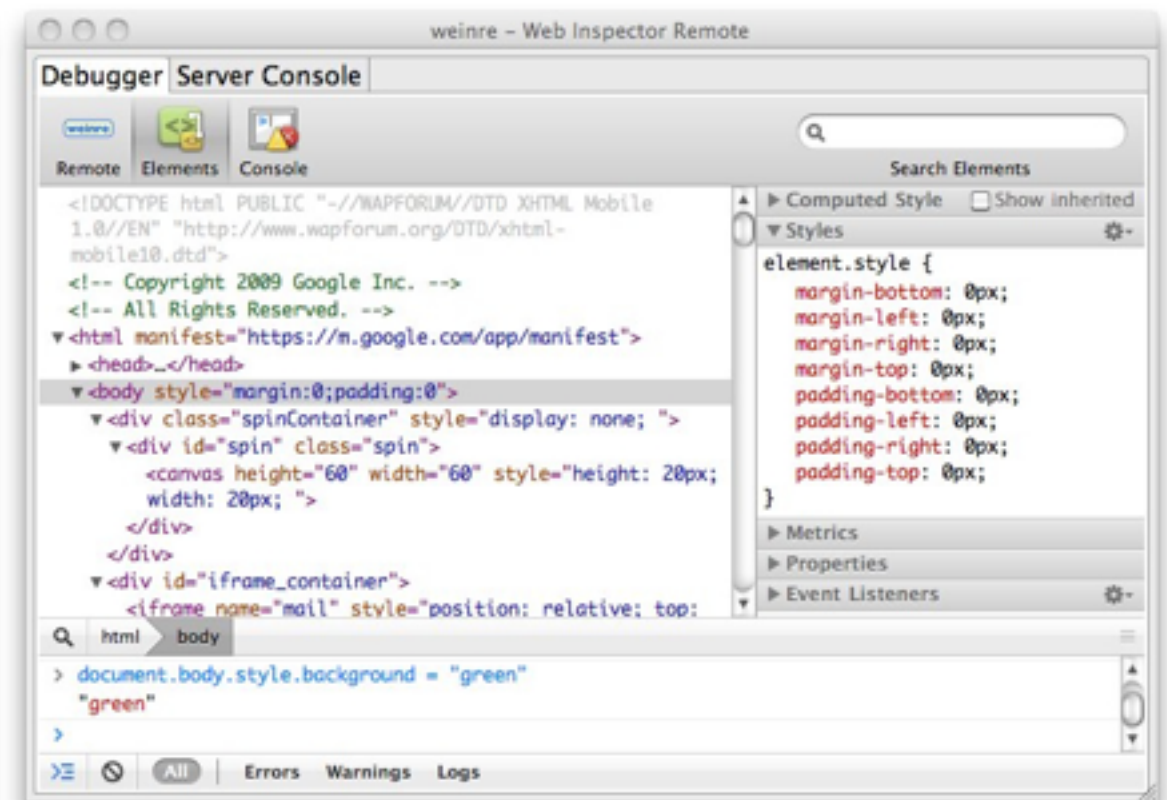 weinre – Web Inspector Remote
Debugger Server Console
weinre
Remote Elements Console
Search Elements
<!DOCTYPE html PUBLIC "-//WAPFORUM//DTD XHTML Mobile
1.0//EN" "http://www.wapforum.org/DTD/xhtml-
mobile10.dtd">
<!-- Copyright 2009 Google Inc. -->
<!-- All Rights Reserved. -->
▼<html manifest="https://m.google.com/app/manifest">
▶<head>…</head>
▼<body style="margin:0;padding:0">
▼<div class="spinContainer" style="display: none; ">
▼<div id="spin" class="spin">
<canvas height="60" width="60" style="height: 20px;
width: 20px; ">
</div>
</div>
▼<div id="iframe_container">
<iframe name="mail" style="position: relative; top:
▶ Computed Style Show inherited
▼ Styles
element.style {
margin-bottom: 0px;
margin-left: 0px;
margin-right: 0px;
margin-top: 0px;
padding-bottom: 0px;
padding-left: 0px;
padding-right: 0px;
padding-top: 0px;
}
▶ Metrics
▶ Properties
▶ Event Listeners
html body
> document.body.style.background = "green"
"green"
>
All Errors Warnings Logs